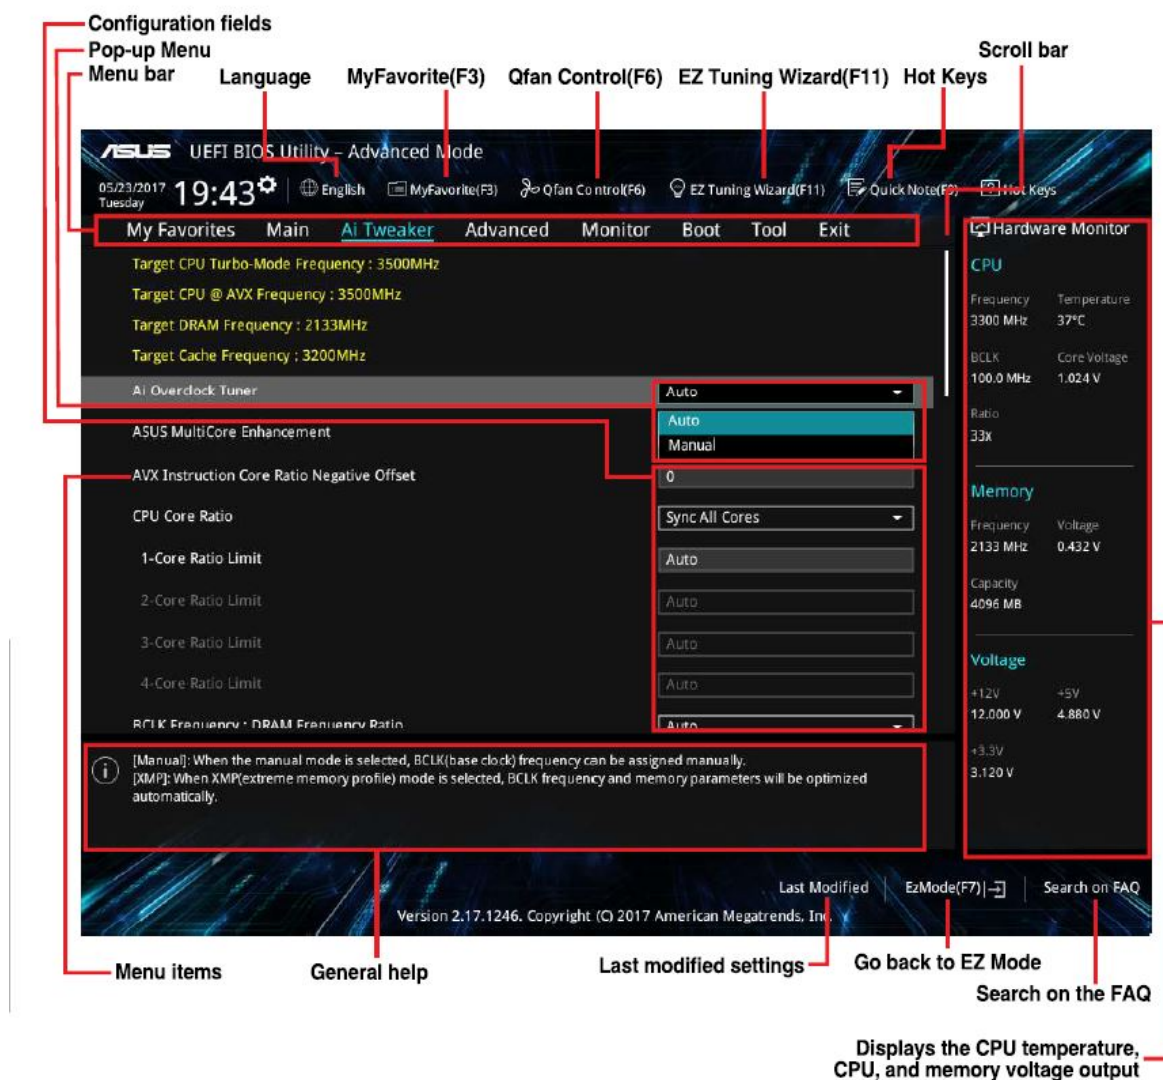 Configuration fields
Pop-up Menu
Menu bar
Language
MyFavorite(F3)
Qfan Control(F6)
EZ Tuning Wizard(F11)
Hot Keys
Scroll bar
ASUS UEFI BIOS Utility – Advanced Mode
05/23/2017
Tuesday
19:43
English
MyFavorite(F3)
Qfan Control(F6)
EZ Tuning Wizard(F11)
Quick Note(F9)
Hot Keys
My Favorites Main Ai Tweaker Advanced Monitor Boot Tool Exit
Target CPU Turbo-Mode Frequency : 3500MHz
Target CPU @ AVX Frequency : 3500MHz
Target DRAM Frequency : 2133MHz
Target Cache Frequency : 3200MHz
Ai Overclock Tuner
Auto
Auto
Manual
ASUS MultiCore Enhancement
AVX Instruction Core Ratio Negative Offset
0
CPU Core Ratio
Sync All Cores
1-Core Ratio Limit
Auto
2-Core Ratio Limit
Auto
3-Core Ratio Limit
Auto
4-Core Ratio Limit
Auto
BCLK Frequency : DRAM Frequency Ratio
Auto
Hardware Monitor
CPU
Frequency Temperature
3300 MHz 37°C
BCLK Core Voltage
100.0 MHz 1.024 V
Ratio
33x
Memory
Frequency Voltage
2133 MHz 0.432 V
Capacity
4096 MB
Voltage
+12V +5V
12.000 V 4.880 V
+3.3V
3.120 V
[Manual]: When the manual mode is selected, BCLK(base clock) frequency can be assigned manually.
[XMP]: When XMP(extreme memory profile) mode is selected, BCLK frequency and memory parameters will be optimized
automatically.
Last Modified
EzMode(F7)
Search on FAQ
Version 2.17.1246. Copyright (C) 2017 American Megatrends, Inc.
Menu items
General help
Last modified settings
Go back to EZ Mode
Search on the FAQ
Displays the CPU temperature,
CPU, and memory voltage output